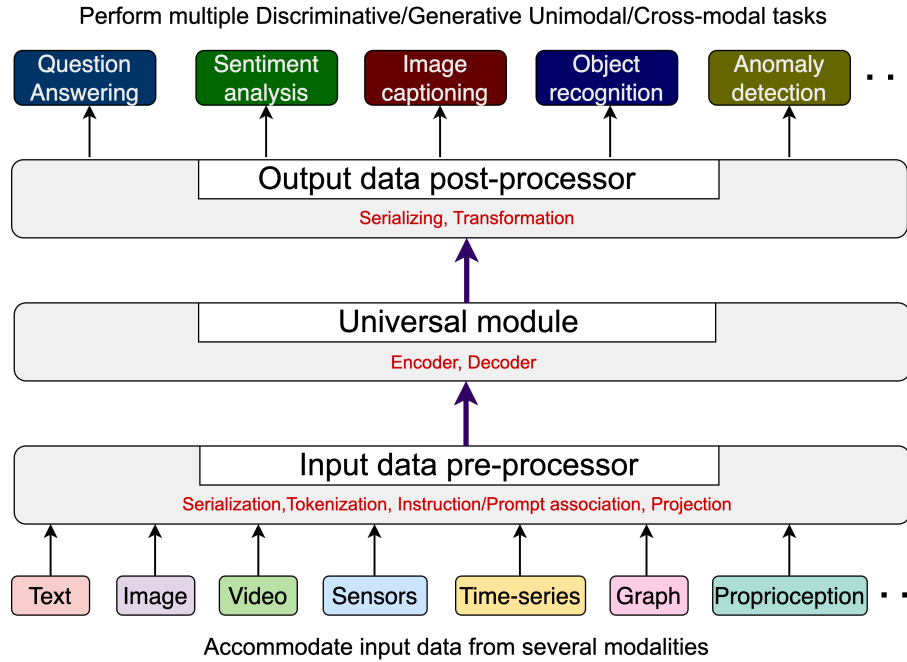 Perform multiple Discriminative/Generative Unimodal/Cross-modal tasks
Question
Answering
Sentiment
analysis
Image
captioning
Object
recognition
Anomaly
detection
. .
Output data post-processor
Serializing, Transformation
Universal module
Encoder, Decoder
Input data pre-processor
Serialization,Tokenization, Instruction/Prompt association, Projection
Text
Image
Video
Sensors
Time-series
Graph
Proprioception
. .
Accommodate input data from several modalities